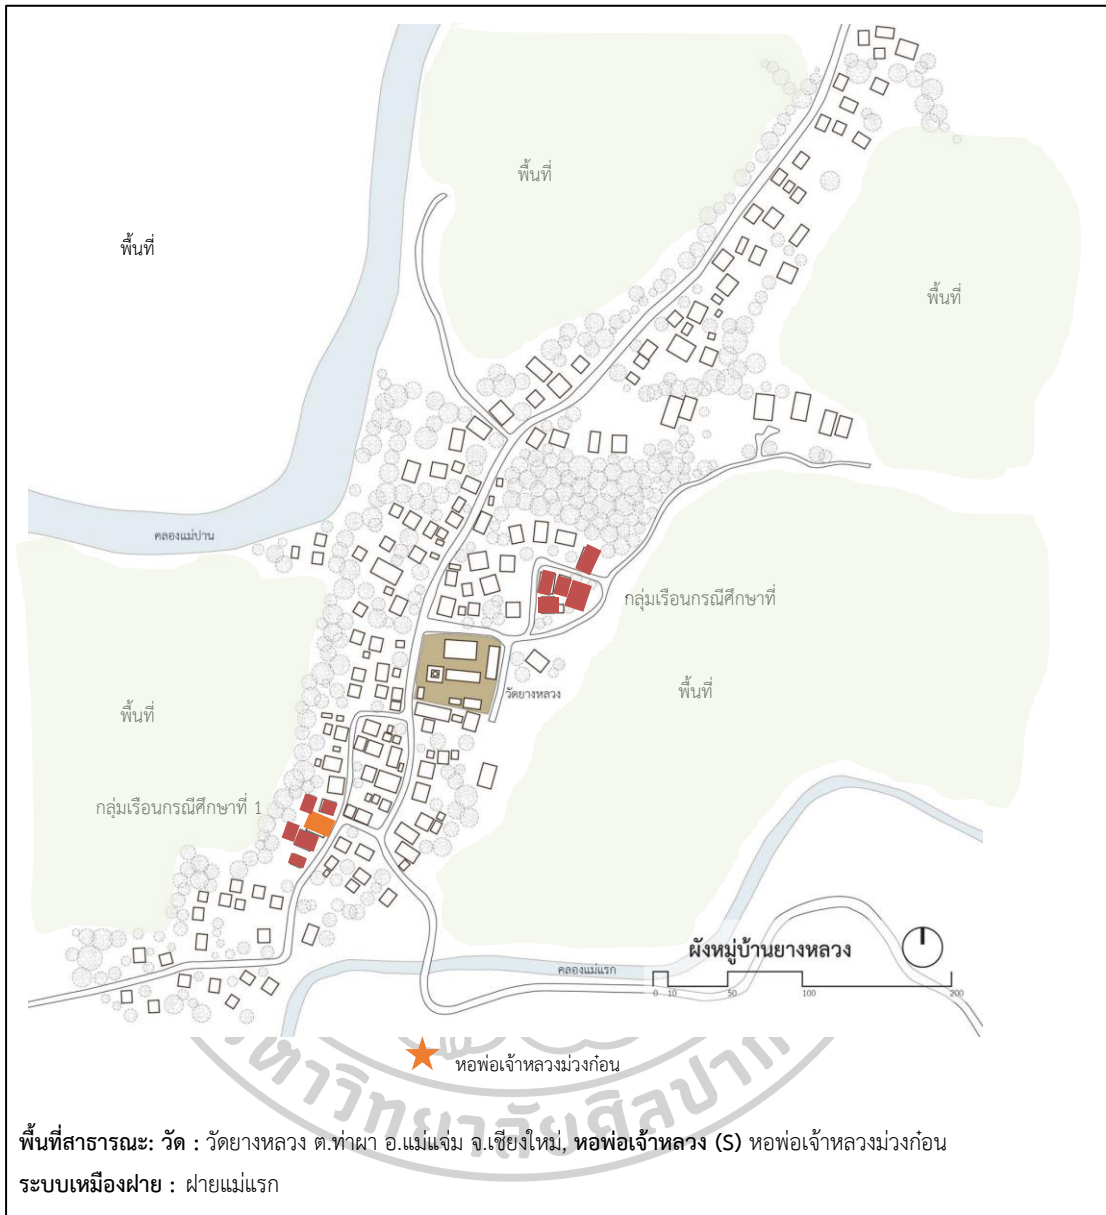 พื้นที่
พื้นที่
พื้นที่
คลองแม่ปาน
กลุ่มเรือนกรณีศึกษาที่
พื้นที่
วัดยางหลวง
พื้นที่
กลุ่มเรือนกรณีศึกษาที่ 1
ผังหมู่บ้านยางหลวง
คลองแม่แรก
0 10 50 100 200
หอพ่อเจ้าหลวงม่วงก๋อน
วิทยาลัยศิลปาก
พื้นที่สาธารณะ: วัด : วัดยางหลวง ต.ท่าผา อ.แม่แจ่ม จ.เชียงใหม่, หอพ่อเจ้าหลวง (S) หอพ่อเจ้าหลวงม่วงก๋อน
ระบบเหมืองฝาย : ฝายแม่แรก